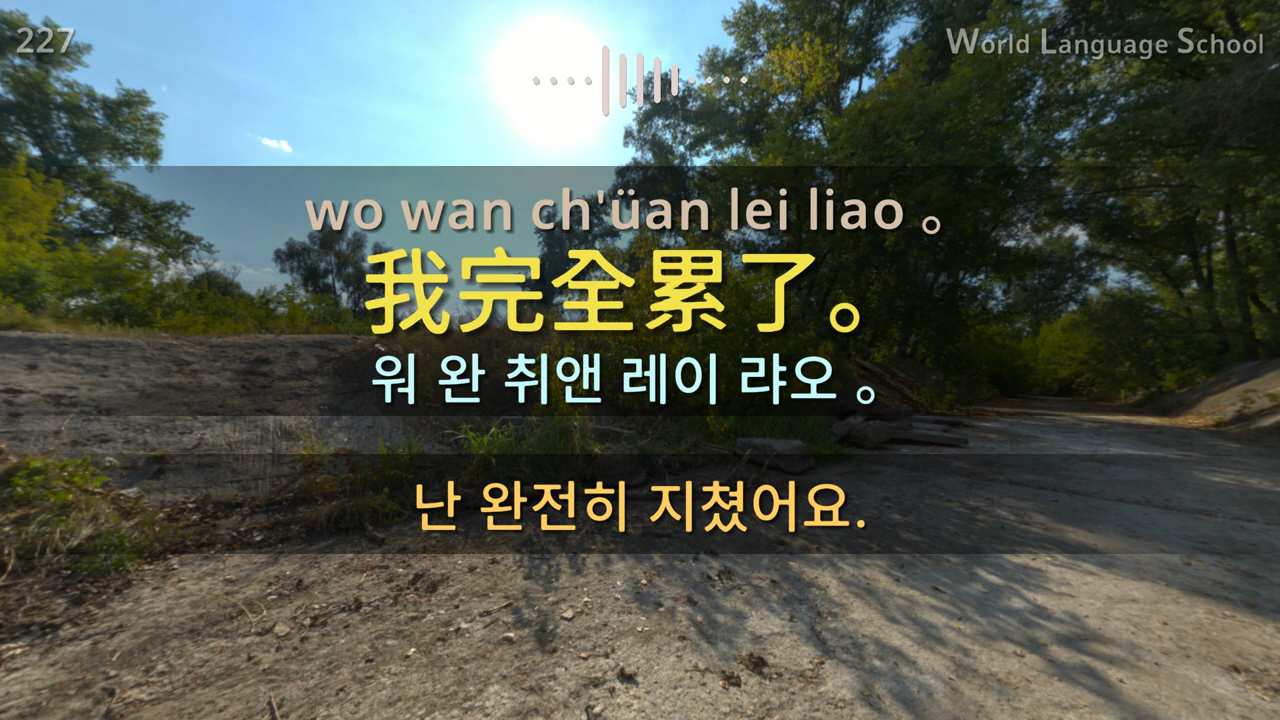 227
World Language School
wo wan ch'üan lei liao 。
我完全累了。
워 완 취앤 레이 랴오 。
난 완전히 지쳤어요.